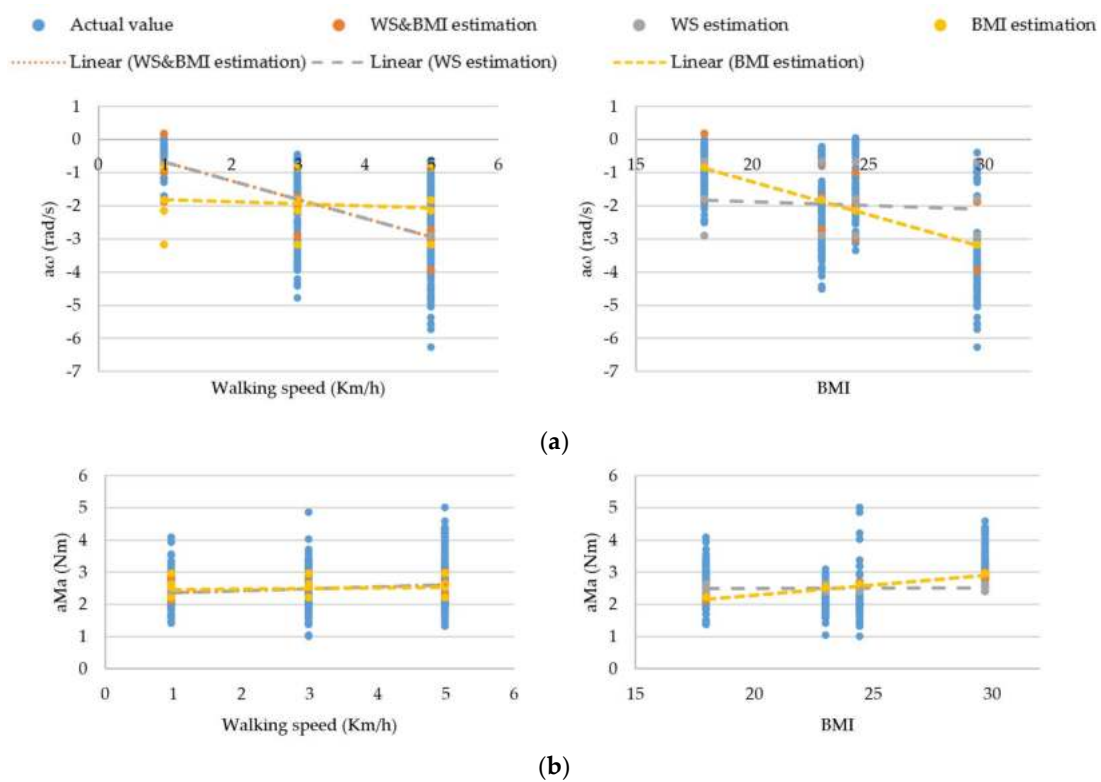 Actual value WS&BMI estimation WS estimation BMI estimation
Linear (WS&BMI estimation) Linear (WS estimation) Linear (BMI estimation)
1
0
-1
-2
-3
-4
-5
-6
-7
0 1 2 3 4 5 6
aω (rad/s)
Walking speed (Km/h)
1
0
-1
-2
-3
-4
-5
-6
-7
15 20 25 30
aω (rad/s)
BMI
(a)
6
5
4
3
2
1
0
0 1 2 3 4 5 6
aMa (Nm)
Walking speed (Km/h)
6
5
4
3
2
1
0
15 20 25 30
aMa (Nm)
BMI
(b)